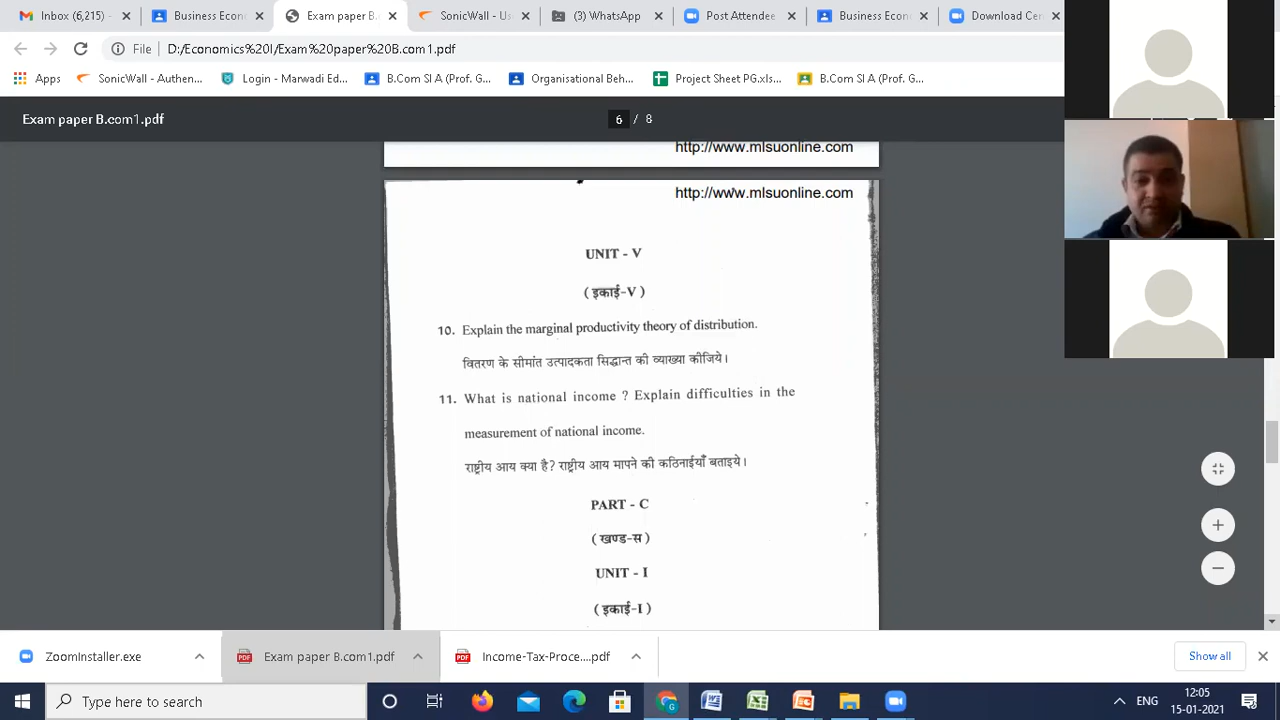 Inbox (6,215) -
Business Econ
Exam paper B.c
SonicWall - Us
(3) WhatsApp
Post Attendee
Business Econ
Download Cen
File
D:/Economics%20I/Exam%20paper%20B.com1.pdf
Apps
SonicWall - Authen...
Login - Marwadi Ed...
B.Com SI A (Prof. G...
Organisational Beh...
Project Sheet PG.xls...
B.Com SI A (Prof. G...
Exam paper B.com1.pdf
6 / 8
http://www.mlsuonline.com
http://www.mlsuonline.com
UNIT - V
( इकाई-V )
10. Explain the marginal productivity theory of distribution.
वितरण के सीमांत उत्पादकता सिद्धान्त की व्याख्या कीजिये।
11. What is national income ? Explain difficulties in the
measurement of national income.
राष्ट्रीय आय क्या है? राष्ट्रीय आय मापने की कठिनाईयाँ बताइये।
PART - C
( खण्ड-स )
UNIT - I
( इकाई-I )
ZoomInstaller.exe
Exam paper B.com1.pdf
Income-Tax-Proce....pdf
Show all
Type here to search
ENG
12:05
15-01-2021